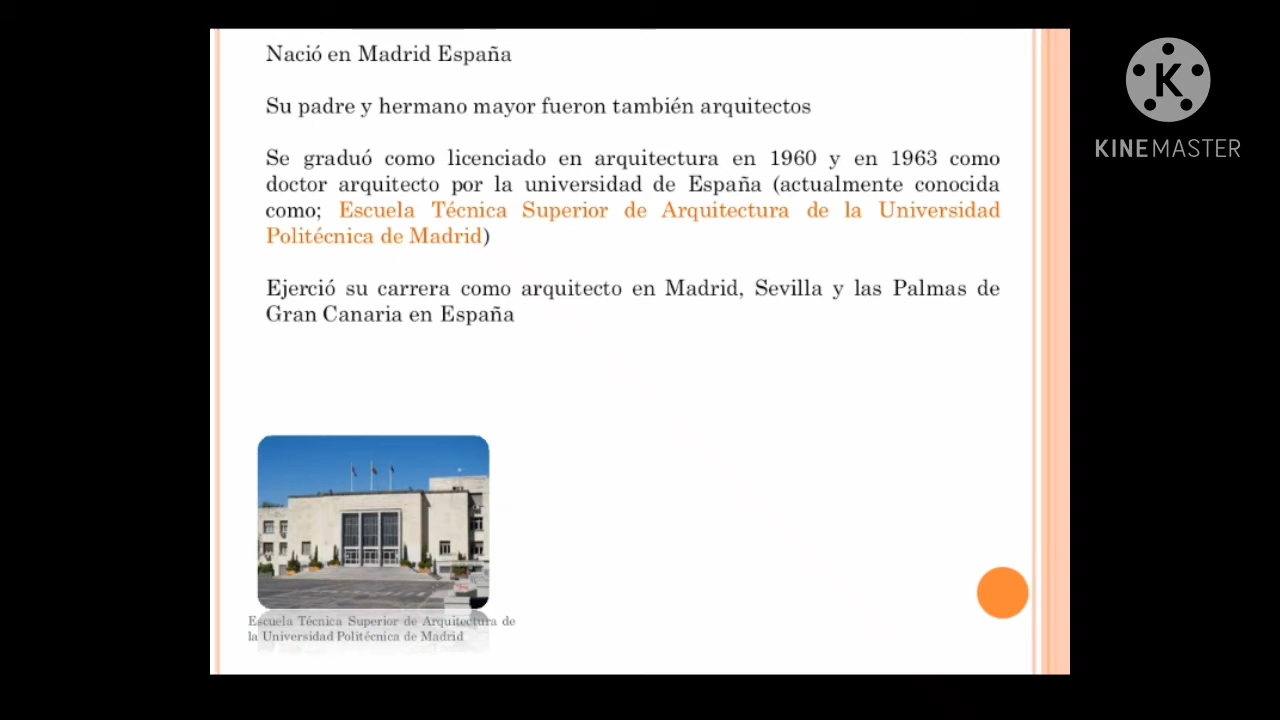 Nació en Madrid España
Su padre y hermano mayor fueron también arquitectos
Se graduó como licenciado en arquitectura en 1960 y en 1963 como
doctor arquitecto por la universidad de España (actualmente conocida
como; Escuela Técnica Superior de Arquitectura de la Universidad
Politécnica de Madrid)
Ejerció su carrera como arquitecto en Madrid, Sevilla y las Palmas de
Gran Canaria en España
Escuela Técnica Superior de Arquitectura de
la Universidad Politécnica de Madrid
K
KINEMASTER